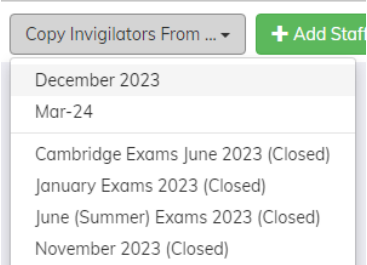 Copy Invigilators From ...
+ Add Staff
December 2023
Mar-24
Cambridge Exams June 2023 (Closed)
January Exams 2023 (Closed)
June (Summer) Exams 2023 (Closed)
November 2023 (Closed)